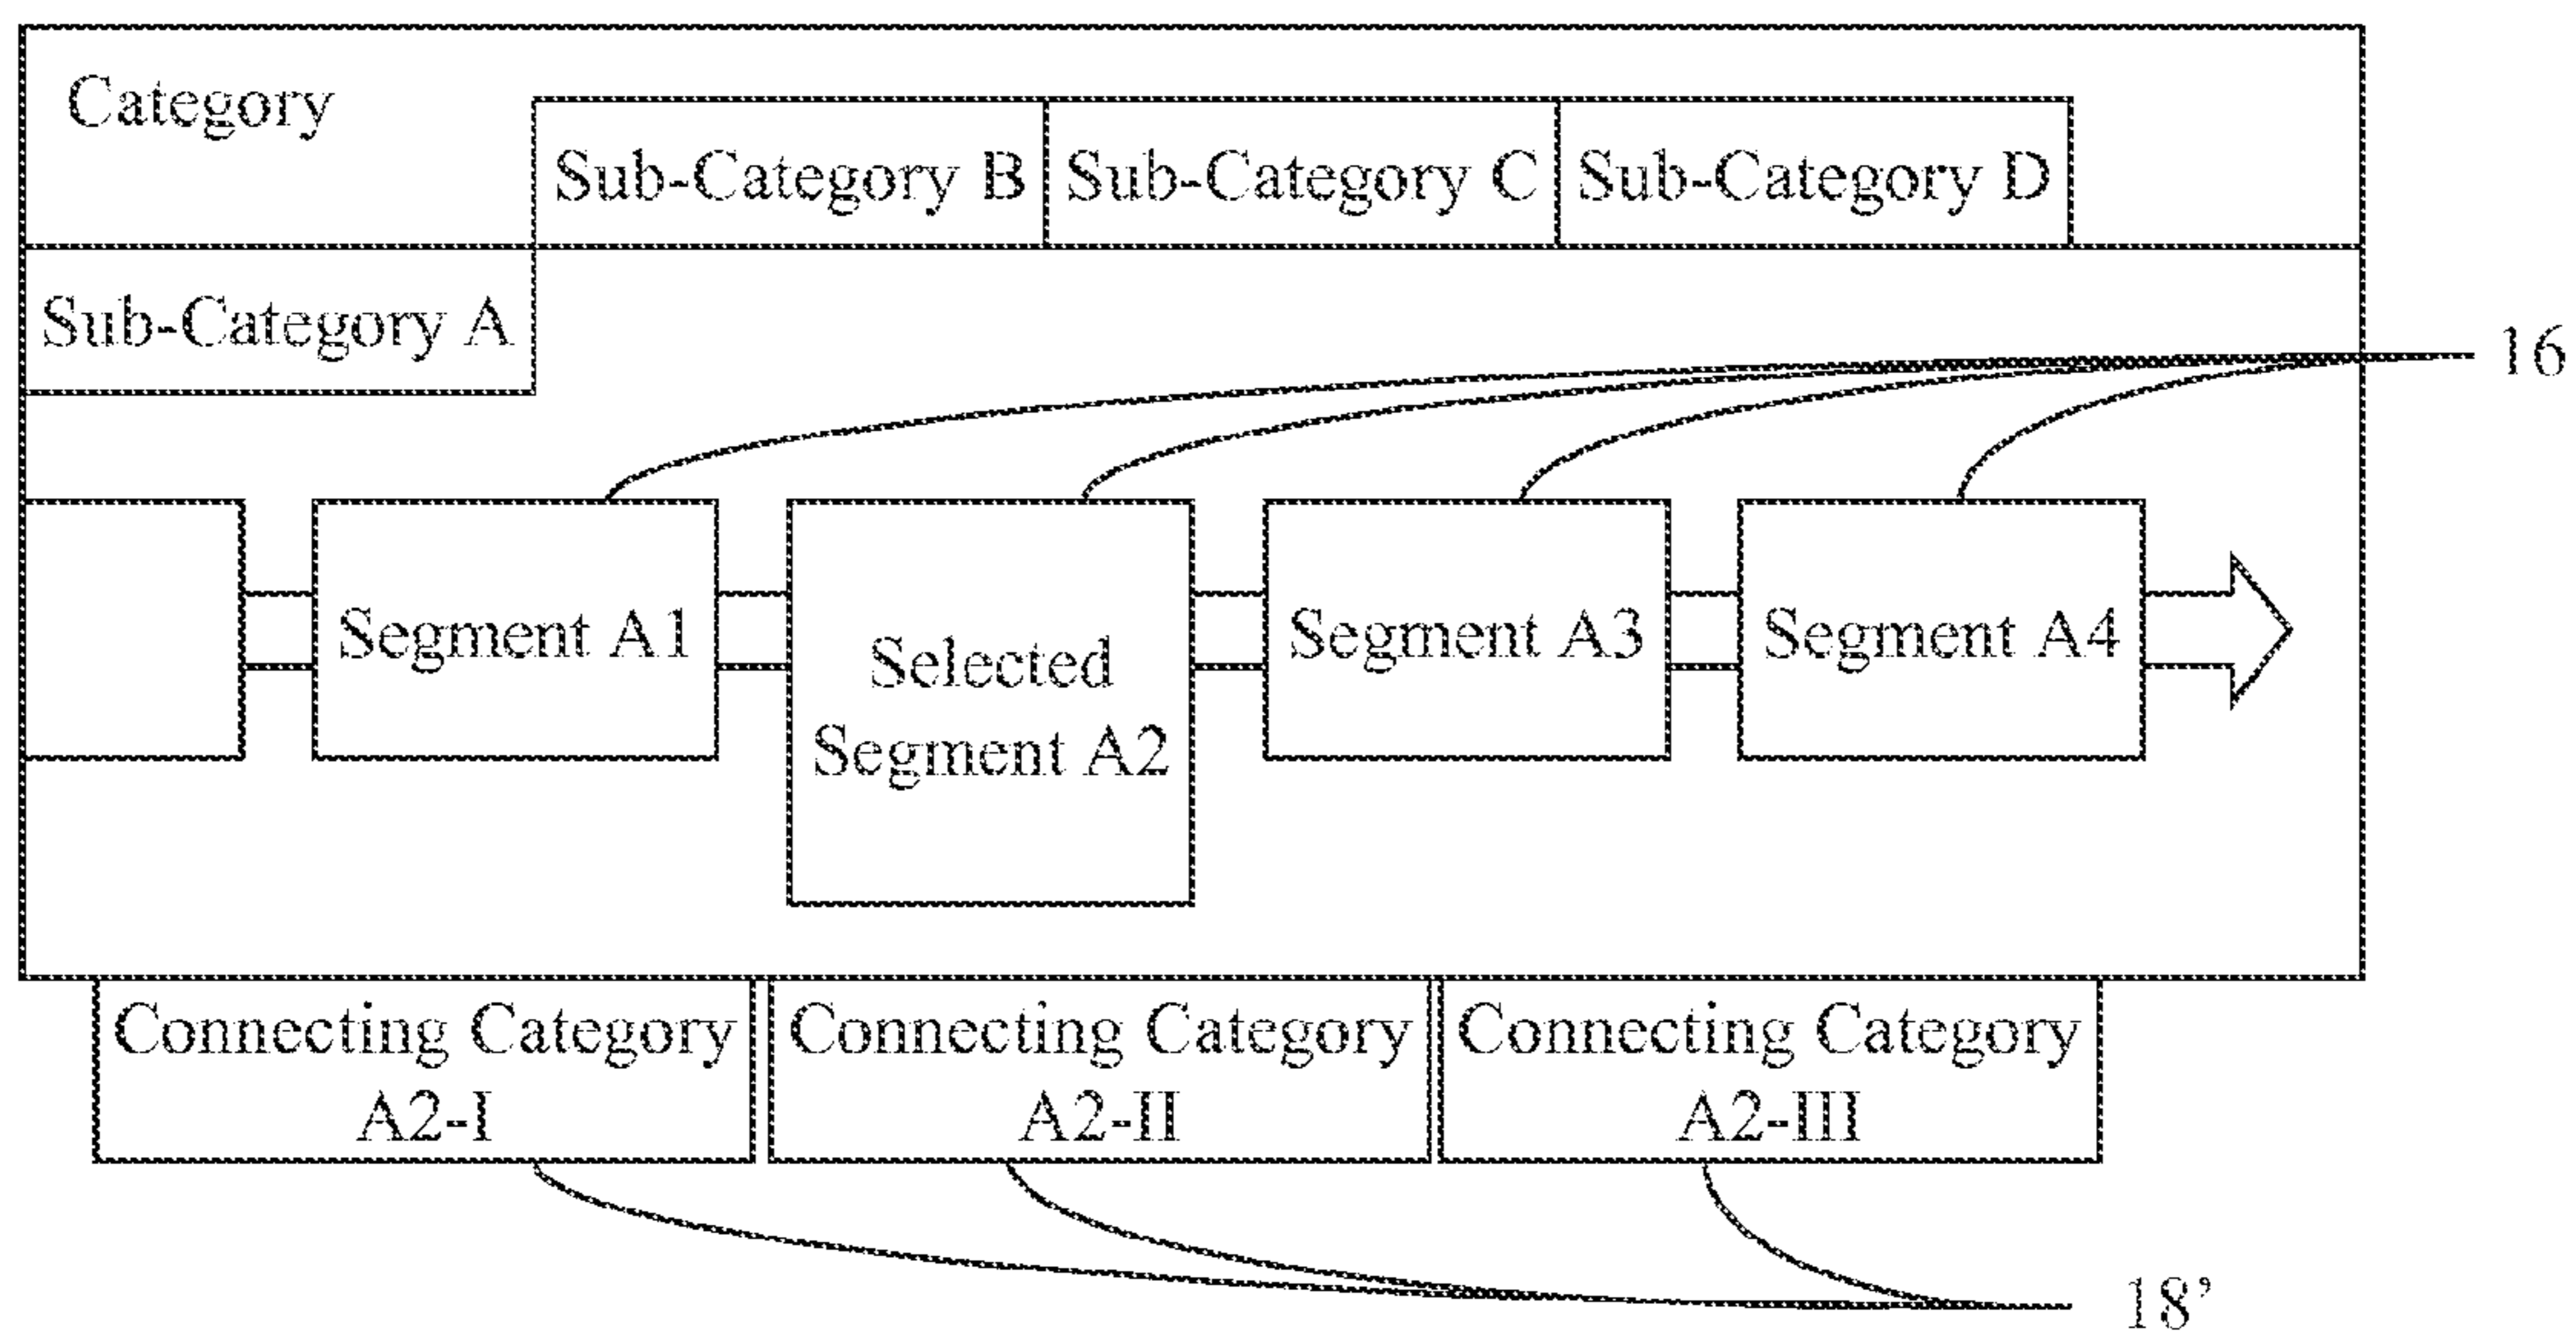 Category
Sub-Category B
Sub-Category C
Sub-Category D
Sub-Category A
16
Segment A1
Selected
Segment A2
Segment A3
Segment A4
Connecting Category
A2-I
Connecting Category
A2-II
Connecting Category
A2-III
18’